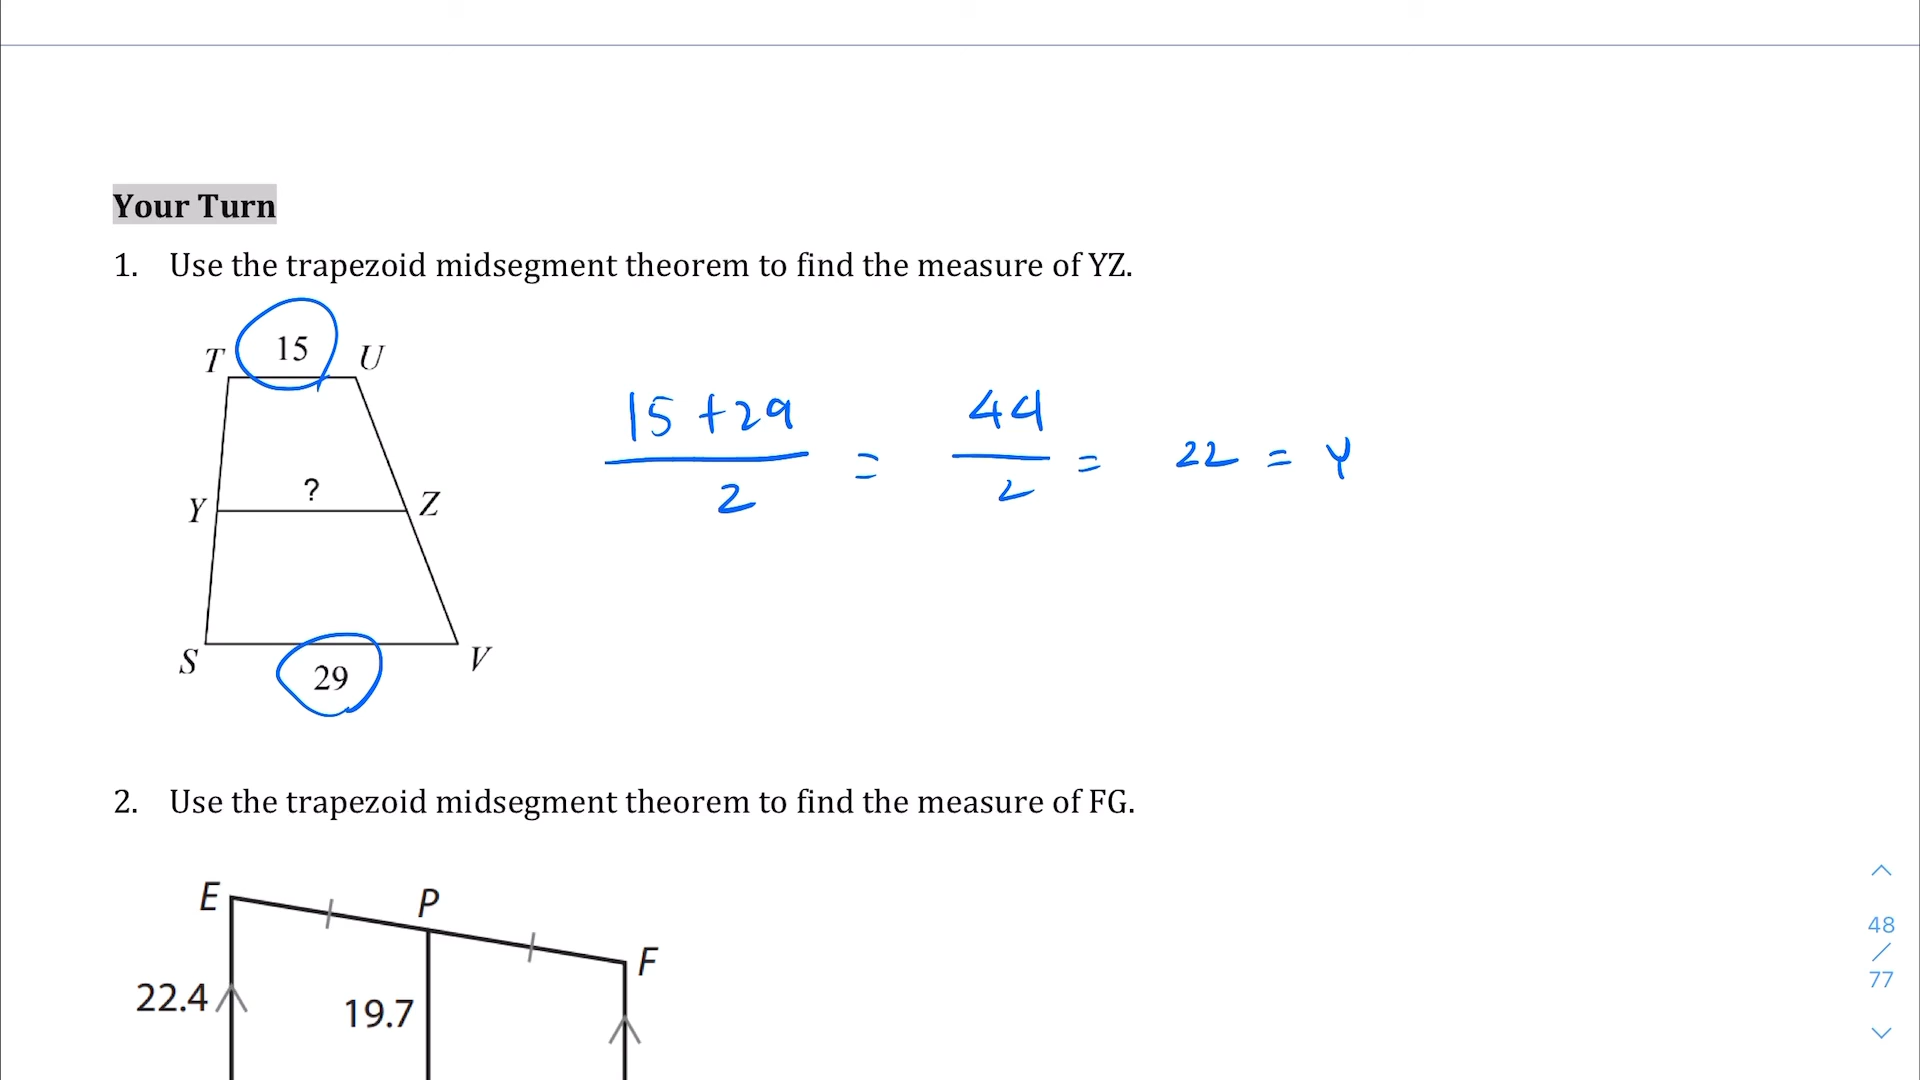 Your Turn
1. Use the trapezoid midsegment theorem to find the measure of YZ.
T 15 U
15 + 29 / 2 = 44 / 2 = 22 = Y
Y ? Z
S 29 V
2. Use the trapezoid midsegment theorem to find the measure of FG.
E P F
22.4 19.7
48
/
77